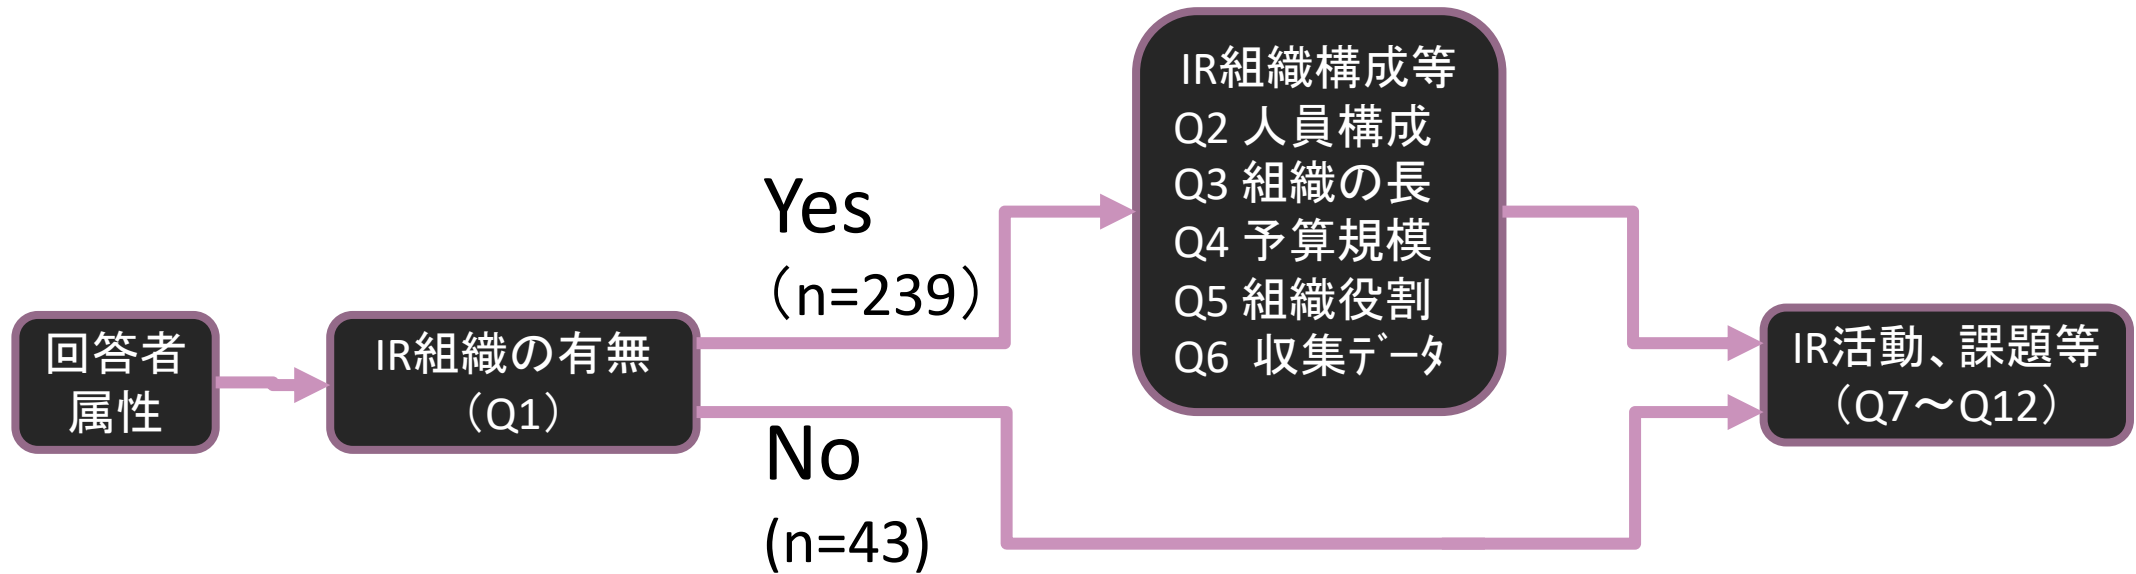 回答者
属性
IR組織の有無
（Q1）
Yes
（n=239）
No
(n=43)
IR組織構成等
Q2 人員構成
Q3 組織の長
Q4 予算規模
Q5 組織役割
Q6 収集ﾃﾞｰﾀ
IR活動、課題等
（Q7～Q12）